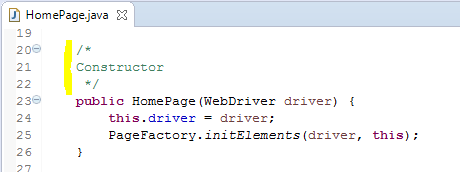 HomePage.java
19
20 /*
21 Constructor
22 */
23 public HomePage(WebDriver driver) {
24 this.driver = driver;
25 PageFactory.initElements(driver, this);
26 }
27